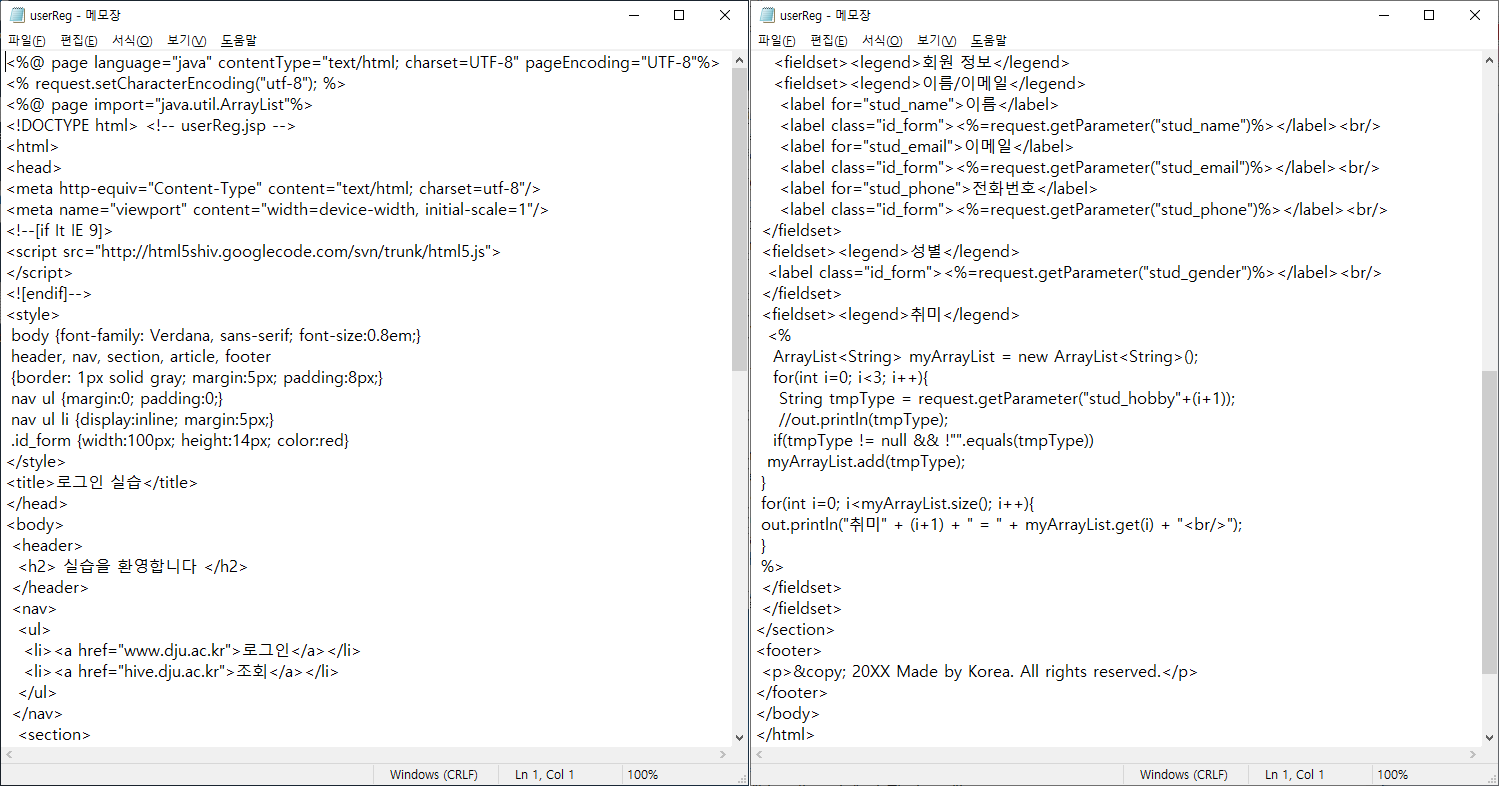 userReg - 메모장
파일(F) 편집(E) 서식(O) 보기(V) 도움말
<%@ page language="java" contentType="text/html; charset=UTF-8" pageEncoding="UTF-8"%>
<% request.setCharacterEncoding("utf-8"); %>
<%@ page import="java.util.ArrayList"%>
<!DOCTYPE html> <!-- userReg.jsp -->
<html>
<head>
<meta http-equiv="Content-Type" content="text/html; charset=utf-8"/>
<meta name="viewport" content="width=device-width, initial-scale=1"/>
<!--[if lt IE 9]>
<script src="http://html5shiv.googlecode.com/svn/trunk/html5.js">
</script>
<![endif]-->
<style>
body {font-family: Verdana, sans-serif; font-size:0.8em;}
header, nav, section, article, footer
{border: 1px solid gray; margin:5px; padding:8px;}
nav ul {margin:0; padding:0;}
nav ul li {display:inline; margin:5px;}
.id_form {width:100px; height:14px; color:red}
</style>
<title>로그인 실습</title>
</head>
<body>
<header>
<h2> 실습을 환영합니다 </h2>
</header>
<nav>
<ul>
<li><a href="www.dju.ac.kr">로그인</a></li>
<li><a href="hive.dju.ac.kr">조회</a></li>
</ul>
</nav>
<section>
Windows (CRLF) Ln 1, Col 1 100%
userReg - 메모장
파일(F) 편집(E) 서식(O) 보기(V) 도움말
<fieldset><legend>회원 정보</legend>
<fieldset><legend>이름/이메일</legend>
<label for="stud_name">이름</label>
<label class="id_form"><%=request.getParameter("stud_name")%></label><br/>
<label for="stud_email">이메일</label>
<label class="id_form"><%=request.getParameter("stud_email")%></label><br/>
<label for="stud_phone">전화번호</label>
<label class="id_form"><%=request.getParameter("stud_phone")%></label><br/>
</fieldset>
<fieldset><legend>성별</legend>
<label class="id_form"><%=request.getParameter("stud_gender")%></label><br/>
</fieldset>
<fieldset><legend>취미</legend>
<%
ArrayList<String> myArrayList = new ArrayList<String>();
for(int i=0; i<3; i++){
String tmpType = request.getParameter("stud_hobby"+(i+1));
//out.println(tmpType);
if(tmpType != null && !"".equals(tmpType))
myArrayList.add(tmpType);
}
for(int i=0; i<myArrayList.size(); i++){
out.println("취미" + (i+1) + " = " + myArrayList.get(i) + "<br/>");
}
%>
</fieldset>
</fieldset>
</section>
<footer>
<p>&copy; 20XX Made by Korea. All rights reserved.</p>
</footer>
</body>
</html>
Windows (CRLF) Ln 1, Col 1 100%